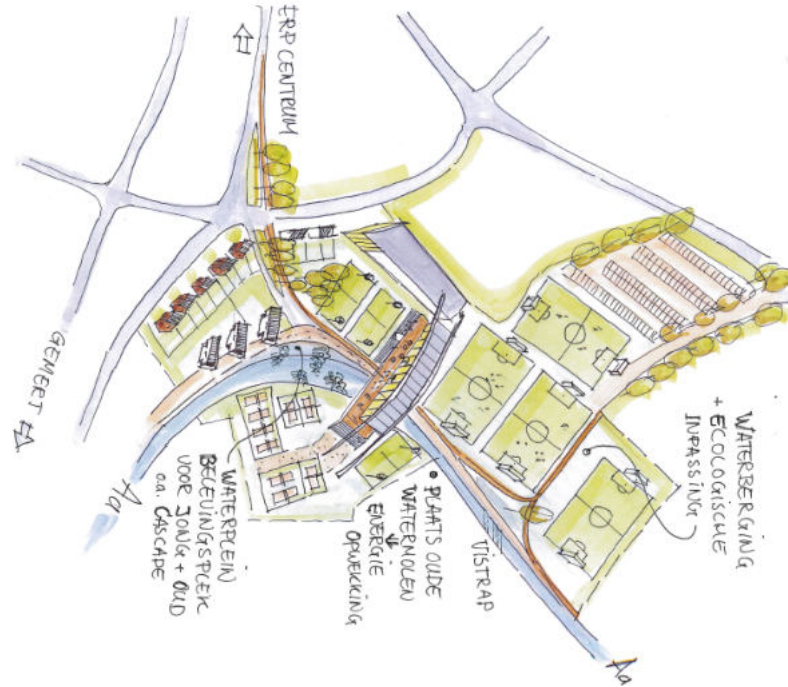 ERP CENTRUM
GEMERT
Aa
WATERPLEIN
BELEVINGSPLEK
VOOR JONG + OUD
o.a. CASCADE
• PLAATS OUDE
WATERMOLEN
ENERGIE
OPWEKKING
VISTRAP
WATERBERGING
+ ECOLOGISCHE
INPASSING
Aa